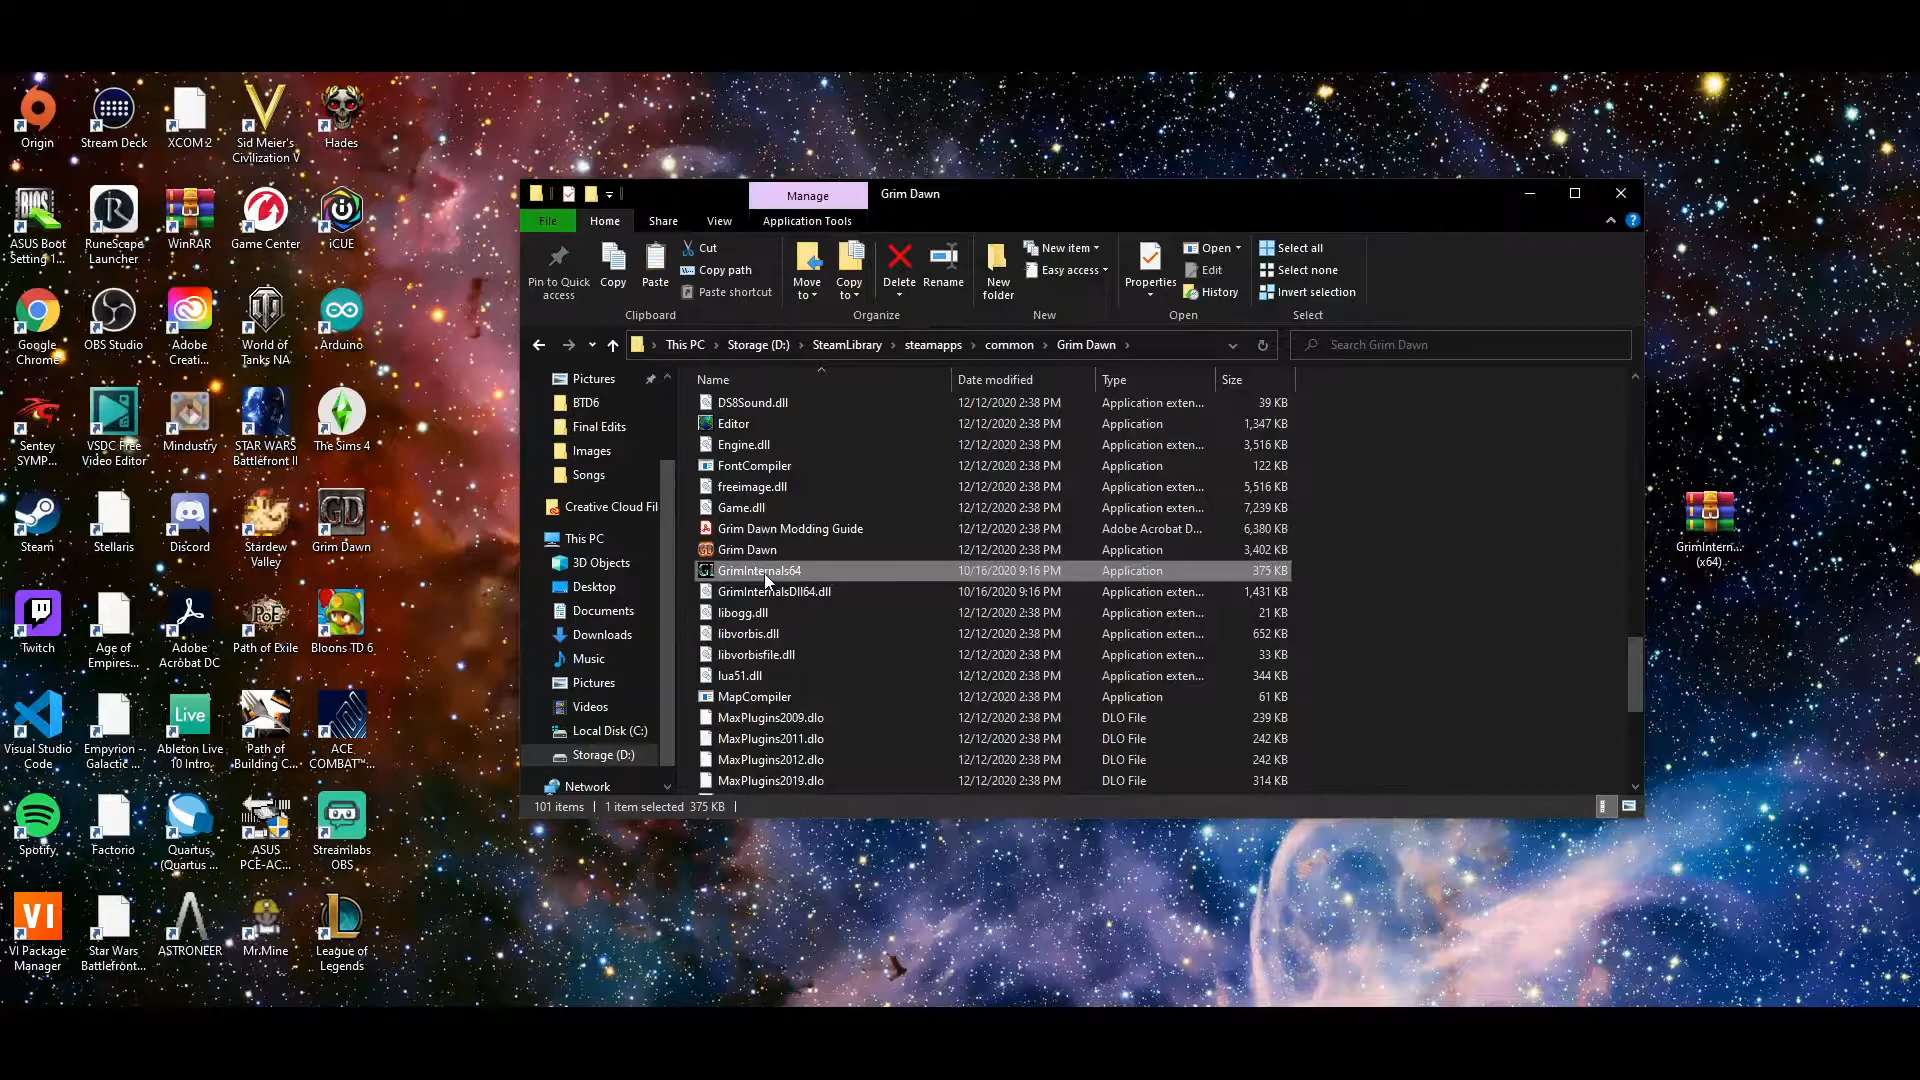 Origin
Stream Deck
XCOM 2
Sid Meier's
Civilization V
Hades
ASUS Boot
Setting 1...
RuneScape
Launcher
WinRAR
Game Center
iCUE
Google
Chrome
OBS Studio
Adobe
Creati...
World of
Tanks NA
Arduino
Sentey
SYMP...
VSDC Free
Video Editor
Mindustry
STAR WARS
Battlefront II
The Sims 4
Steam
Stellaris
Discord
Stardew
Valley
Grim Dawn
Twitch
Age of
Empires...
Adobe
Acrobat DC
Path of Exile
Bloons TD 6
Visual Studio
Code
Empyrion -
Galactic ...
Live
Ableton Live
10 Intro
Path of
Building C...
ACE
COMBAT™...
Spotify
Factorio
Quartus
(Quartus ...
ASUS
PCE-AC...
Streamlabs
OBS
VI
VI Package
Manager
Star Wars
Battlefront...
ASTRONEER
Mr.Mine
League of
Legends
Manage
Grim Dawn
File
Home
Share
View
Application Tools
Pin to Quick
access
Copy
Paste
Cut
Copy path
Paste shortcut
Clipboard
Move
to
Copy
to
Delete
Rename
Organize
New
folder
New item
Easy access
New
Properties
Open
Edit
History
Open
Select all
Select none
Invert selection
Select
This PC
Storage (D:)
SteamLibrary
steamapps
common
Grim Dawn
Search Grim Dawn
Pictures
BTD6
Final Edits
Images
Songs
Creative Cloud Fil
This PC
3D Objects
Desktop
Documents
Downloads
Music
Pictures
Videos
Local Disk (C:)
Storage (D:)
Network
Name Date modified Type Size
DS8Sound.dll 12/12/2020 2:38 PM Application exten... 39 KB
Editor 12/12/2020 2:38 PM Application 1,347 KB
Engine.dll 12/12/2020 2:38 PM Application exten... 3,516 KB
FontCompiler 12/12/2020 2:38 PM Application 122 KB
freeimage.dll 12/12/2020 2:38 PM Application exten... 5,516 KB
Game.dll 12/12/2020 2:38 PM Application exten... 7,239 KB
Grim Dawn Modding Guide 12/12/2020 2:38 PM Adobe Acrobat D... 6,380 KB
Grim Dawn 12/12/2020 2:38 PM Application 3,402 KB
GrimInternals64 10/16/2020 9:16 PM Application 375 KB
GrimInternalsDll64.dll 10/16/2020 9:16 PM Application exten... 1,431 KB
libogg.dll 12/12/2020 2:38 PM Application exten... 21 KB
libvorbis.dll 12/12/2020 2:38 PM Application exten... 652 KB
libvorbisfile.dll 12/12/2020 2:38 PM Application exten... 33 KB
lua51.dll 12/12/2020 2:38 PM Application exten... 344 KB
MapCompiler 12/12/2020 2:38 PM Application 61 KB
MaxPlugins2009.dlo 12/12/2020 2:38 PM DLO File 239 KB
MaxPlugins2011.dlo 12/12/2020 2:38 PM DLO File 242 KB
MaxPlugins2012.dlo 12/12/2020 2:38 PM DLO File 242 KB
MaxPlugins2019.dlo 12/12/2020 2:38 PM DLO File 314 KB
101 items 1 item selected 375 KB
GrimIntern...
(x64)